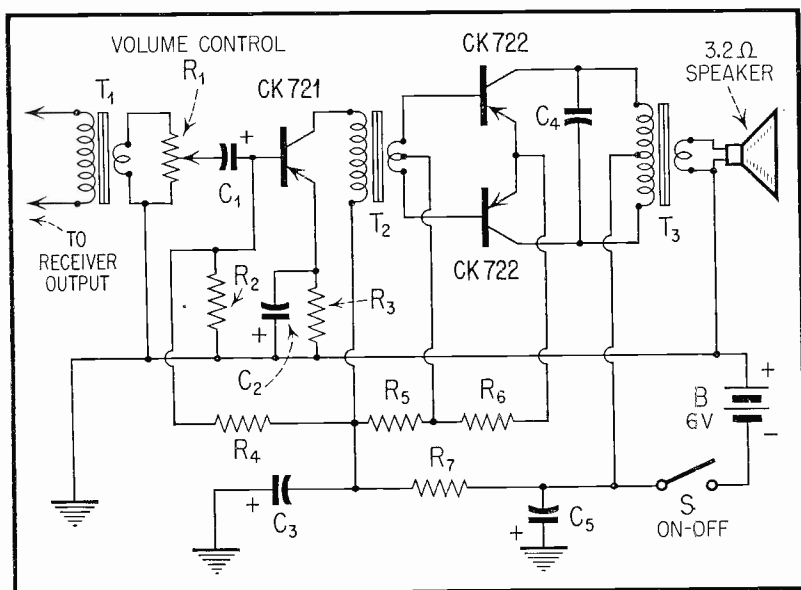 VOLUME CONTROL
R1
T1
CK721
CK722
3.2Ω
SPEAKER
C4
+
C1
T2
T3
TO
RECEIVER
OUTPUT
CK722
R2
R3
+
C2
R5
R6
+
B
6V
-
R4
R7
+
C3
+
C5
S
ON-OFF